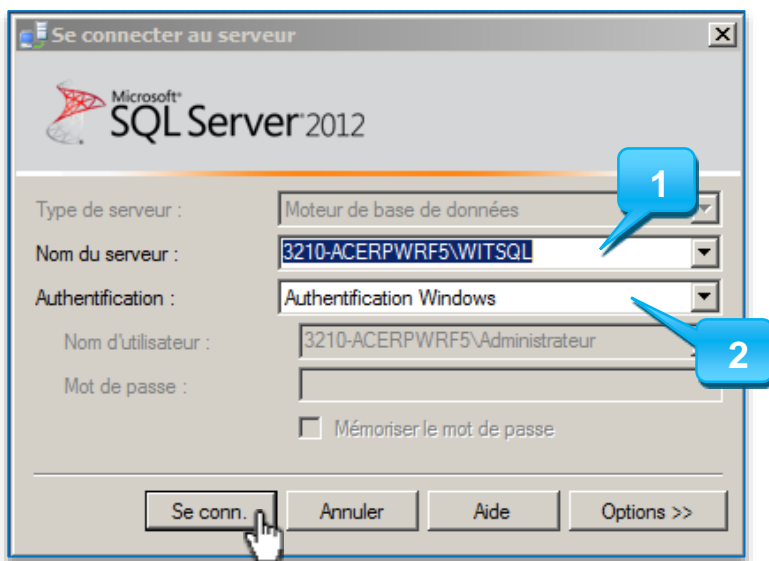 Se connecter au serveur
Microsoft®
SQL Server® 2012
1
Type de serveur : Moteur de base de données
Nom du serveur : 3210-ACERPWRF5\WITSQL
Authentification : Authentification Windows
2
Nom d'utilisateur : 3210-ACERPWRF5\Administrateur
Mot de passe :
Mémoriser le mot de passe
Se conn. Annuler Aide Options >>